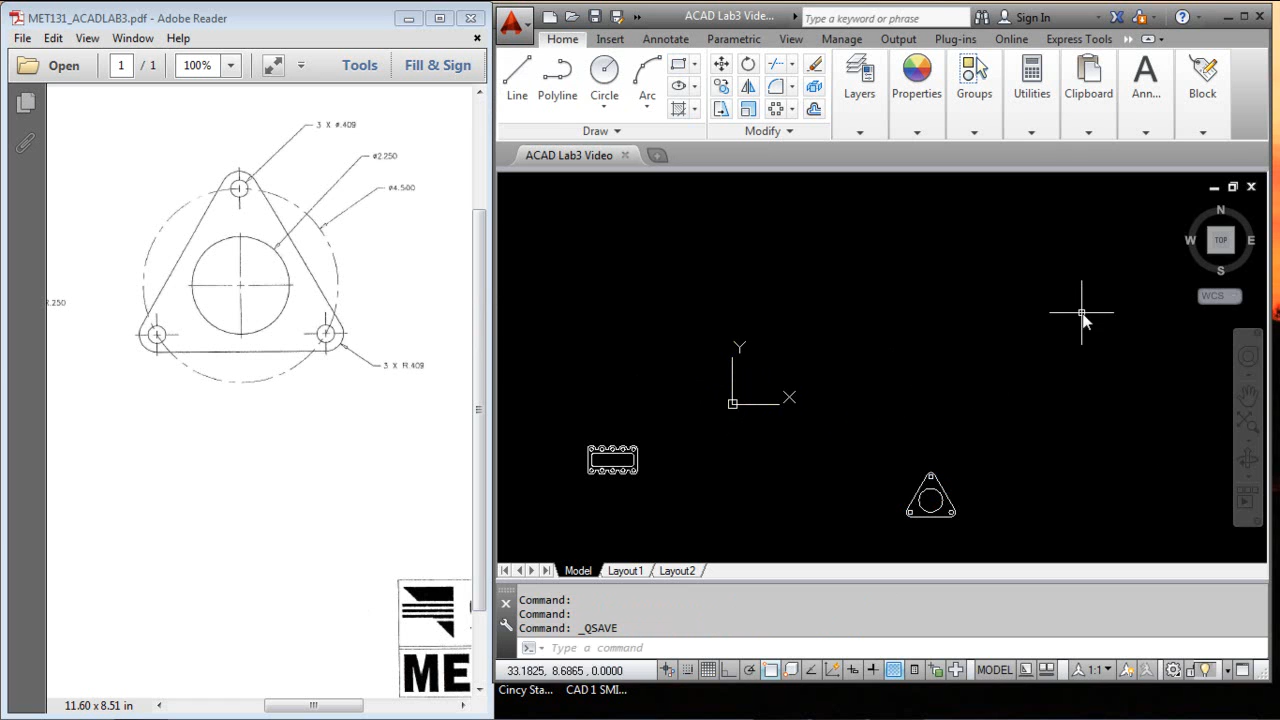 MET131_ACADLAB3.pdf - Adobe Reader
File Edit View Window Help
Open 1 / 1 100% Tools Fill & Sign
3 X ø.409
ø2.250
ø4.500
R.250
3 X R.409
ME
11.60 x 8.51 in
ACAD Lab3 Vide... Type a keyword or phrase Sign In
Home Insert Annotate Parametric View Manage Output Plug-ins Online Express Tools
Line Polyline Circle Arc Layers Properties Groups Utilities Clipboard Ann... Block
Draw Modify
ACAD Lab3 Video
N
W TOP E
S
WCS
Y
X
Model Layout1 Layout2
Command:
Command:
Command: _QSAVE
Type a command
33.1825, 8.6865, 0.0000 MODEL 1:1
Cincy Sta... CAD 1 SMI...